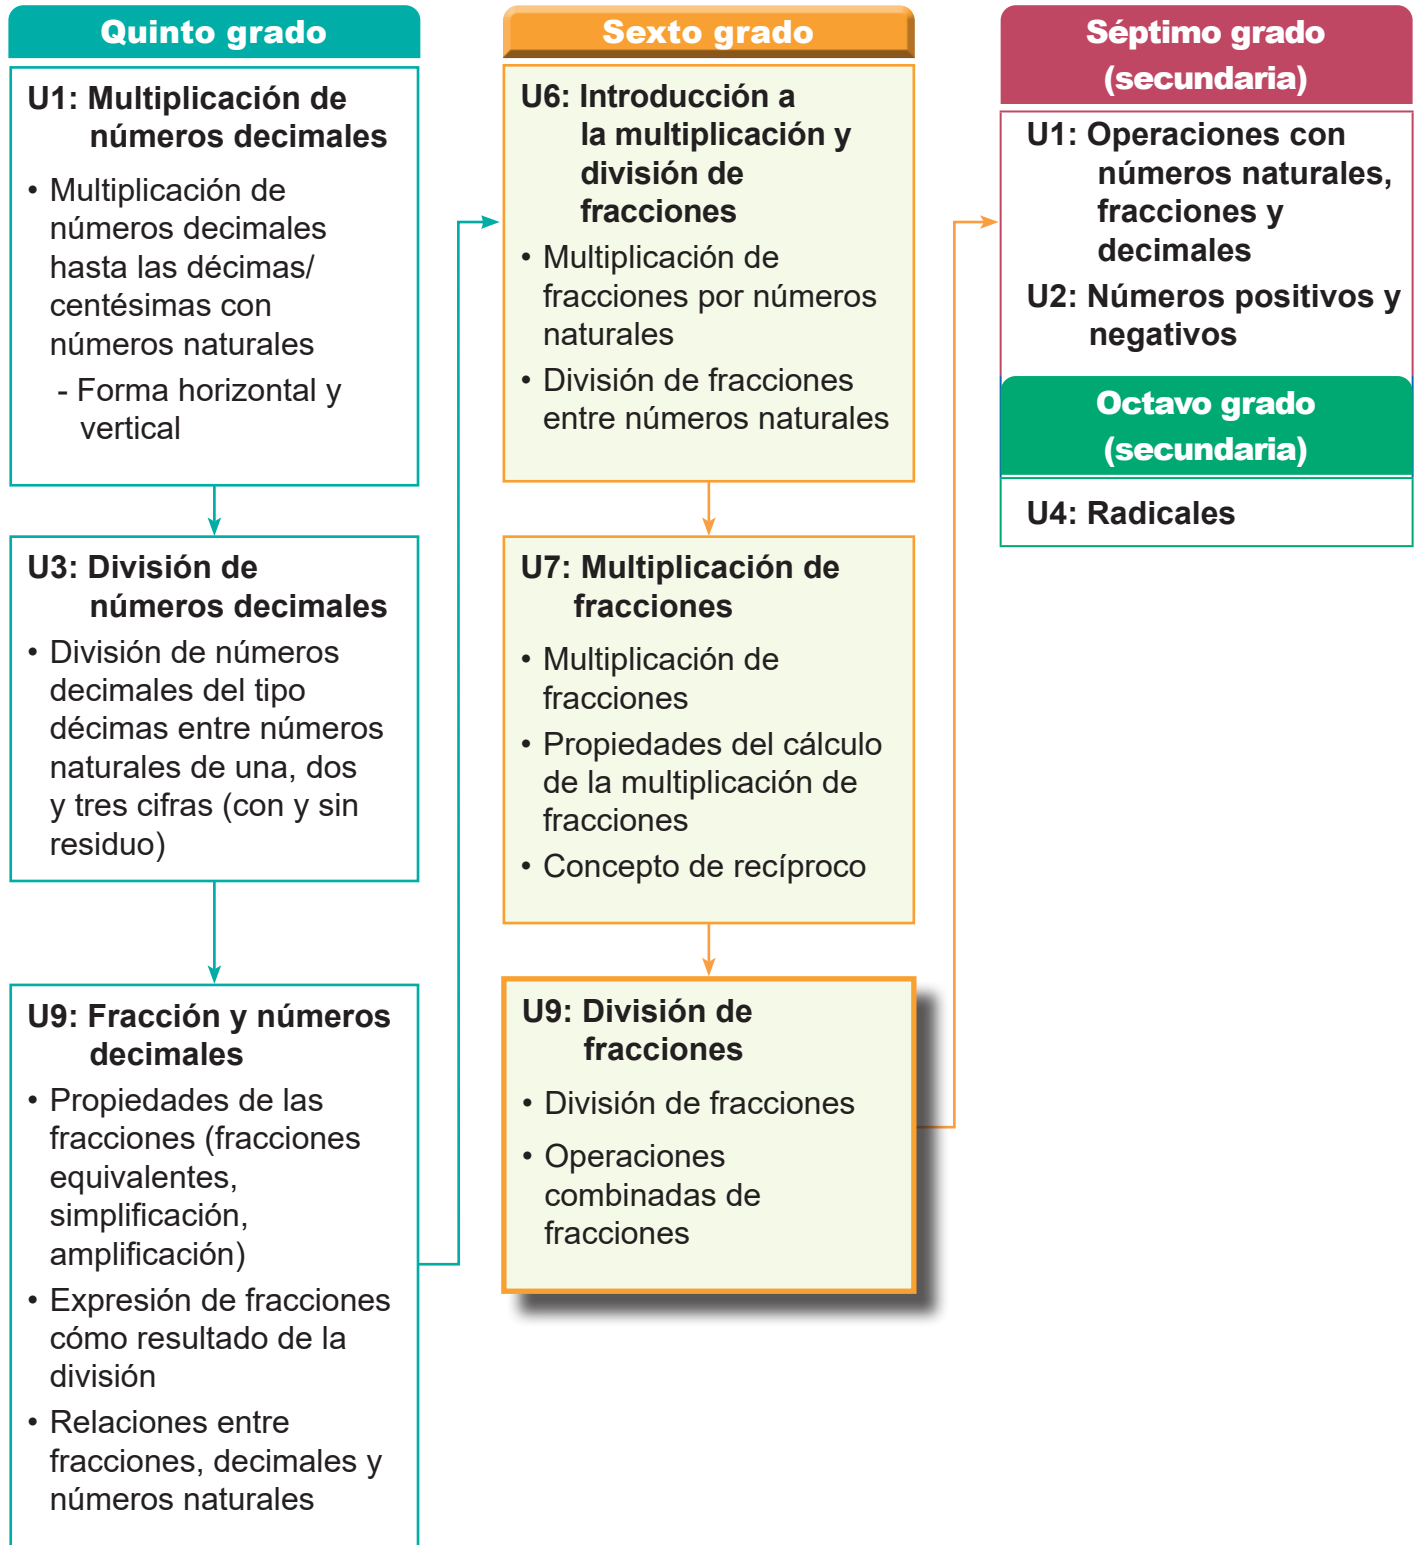 Quinto grado
U1: Multiplicación de
números decimales
• Multiplicación de
números decimales
hasta las décimas/
centésimas con
números naturales
- Forma horizontal y
vertical
U3: División de
números decimales
• División de números
decimales del tipo
décimas entre números
naturales de una, dos
y tres cifras (con y sin
residuo)
U9: Fracción y números
decimales
• Propiedades de las
fracciones (fracciones
equivalentes,
simplificación,
amplificación)
• Expresión de fracciones
cómo resultado de la
división
• Relaciones entre
fracciones, decimales y
números naturales
Sexto grado
U6: Introducción a
la multiplicación y
división de
fracciones
• Multiplicación de
fracciones por números
naturales
• División de fracciones
entre números naturales
U7: Multiplicación de
fracciones
• Multiplicación de
fracciones
• Propiedades del cálculo
de la multiplicación de
fracciones
• Concepto de recíproco
U9: División de
fracciones
• División de fracciones
• Operaciones
combinadas de
fracciones
Séptimo grado
(secundaria)
U1: Operaciones con
números naturales,
fracciones y
decimales
U2: Números positivos y
negativos
Octavo grado
(secundaria)
U4: Radicales